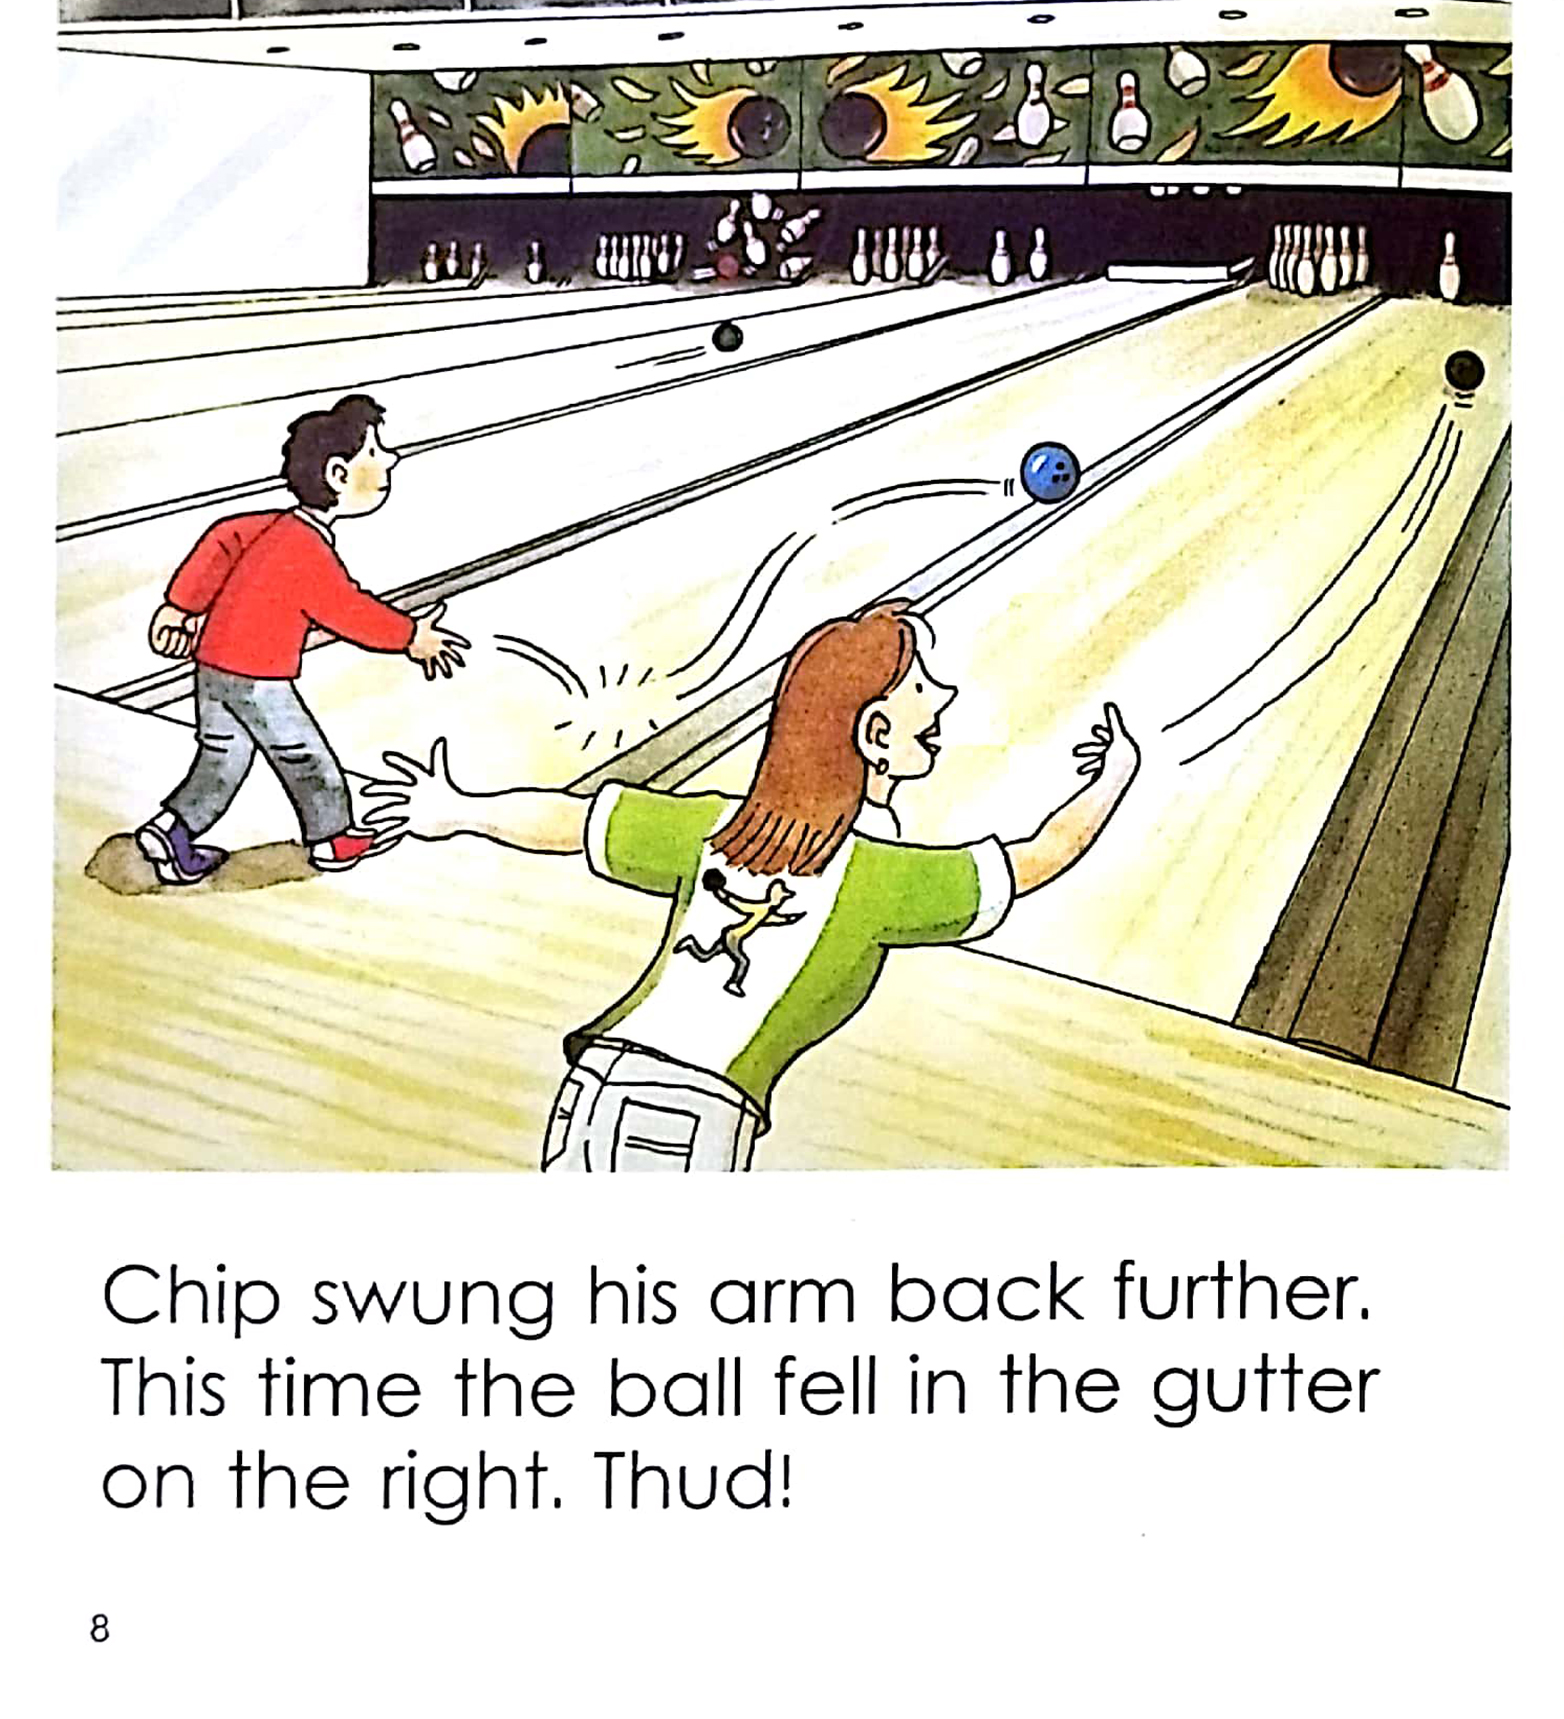 Chip swung his arm back further.
This time the ball fell in the gutter
on the right. Thud!
8